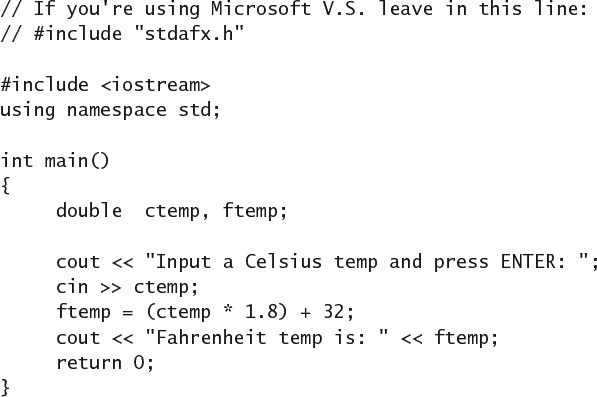 // If you're using Microsoft V.S. leave in this line:
// #include "stdafx.h"

#include <iostream>
using namespace std;

int main()
{
     double  ctemp, ftemp;

     cout << "Input a Celsius temp and press ENTER: ";
     cin >> ctemp;
     ftemp = (ctemp * 1.8) + 32;
     cout << "Fahrenheit temp is: " << ftemp;
     return 0;
}